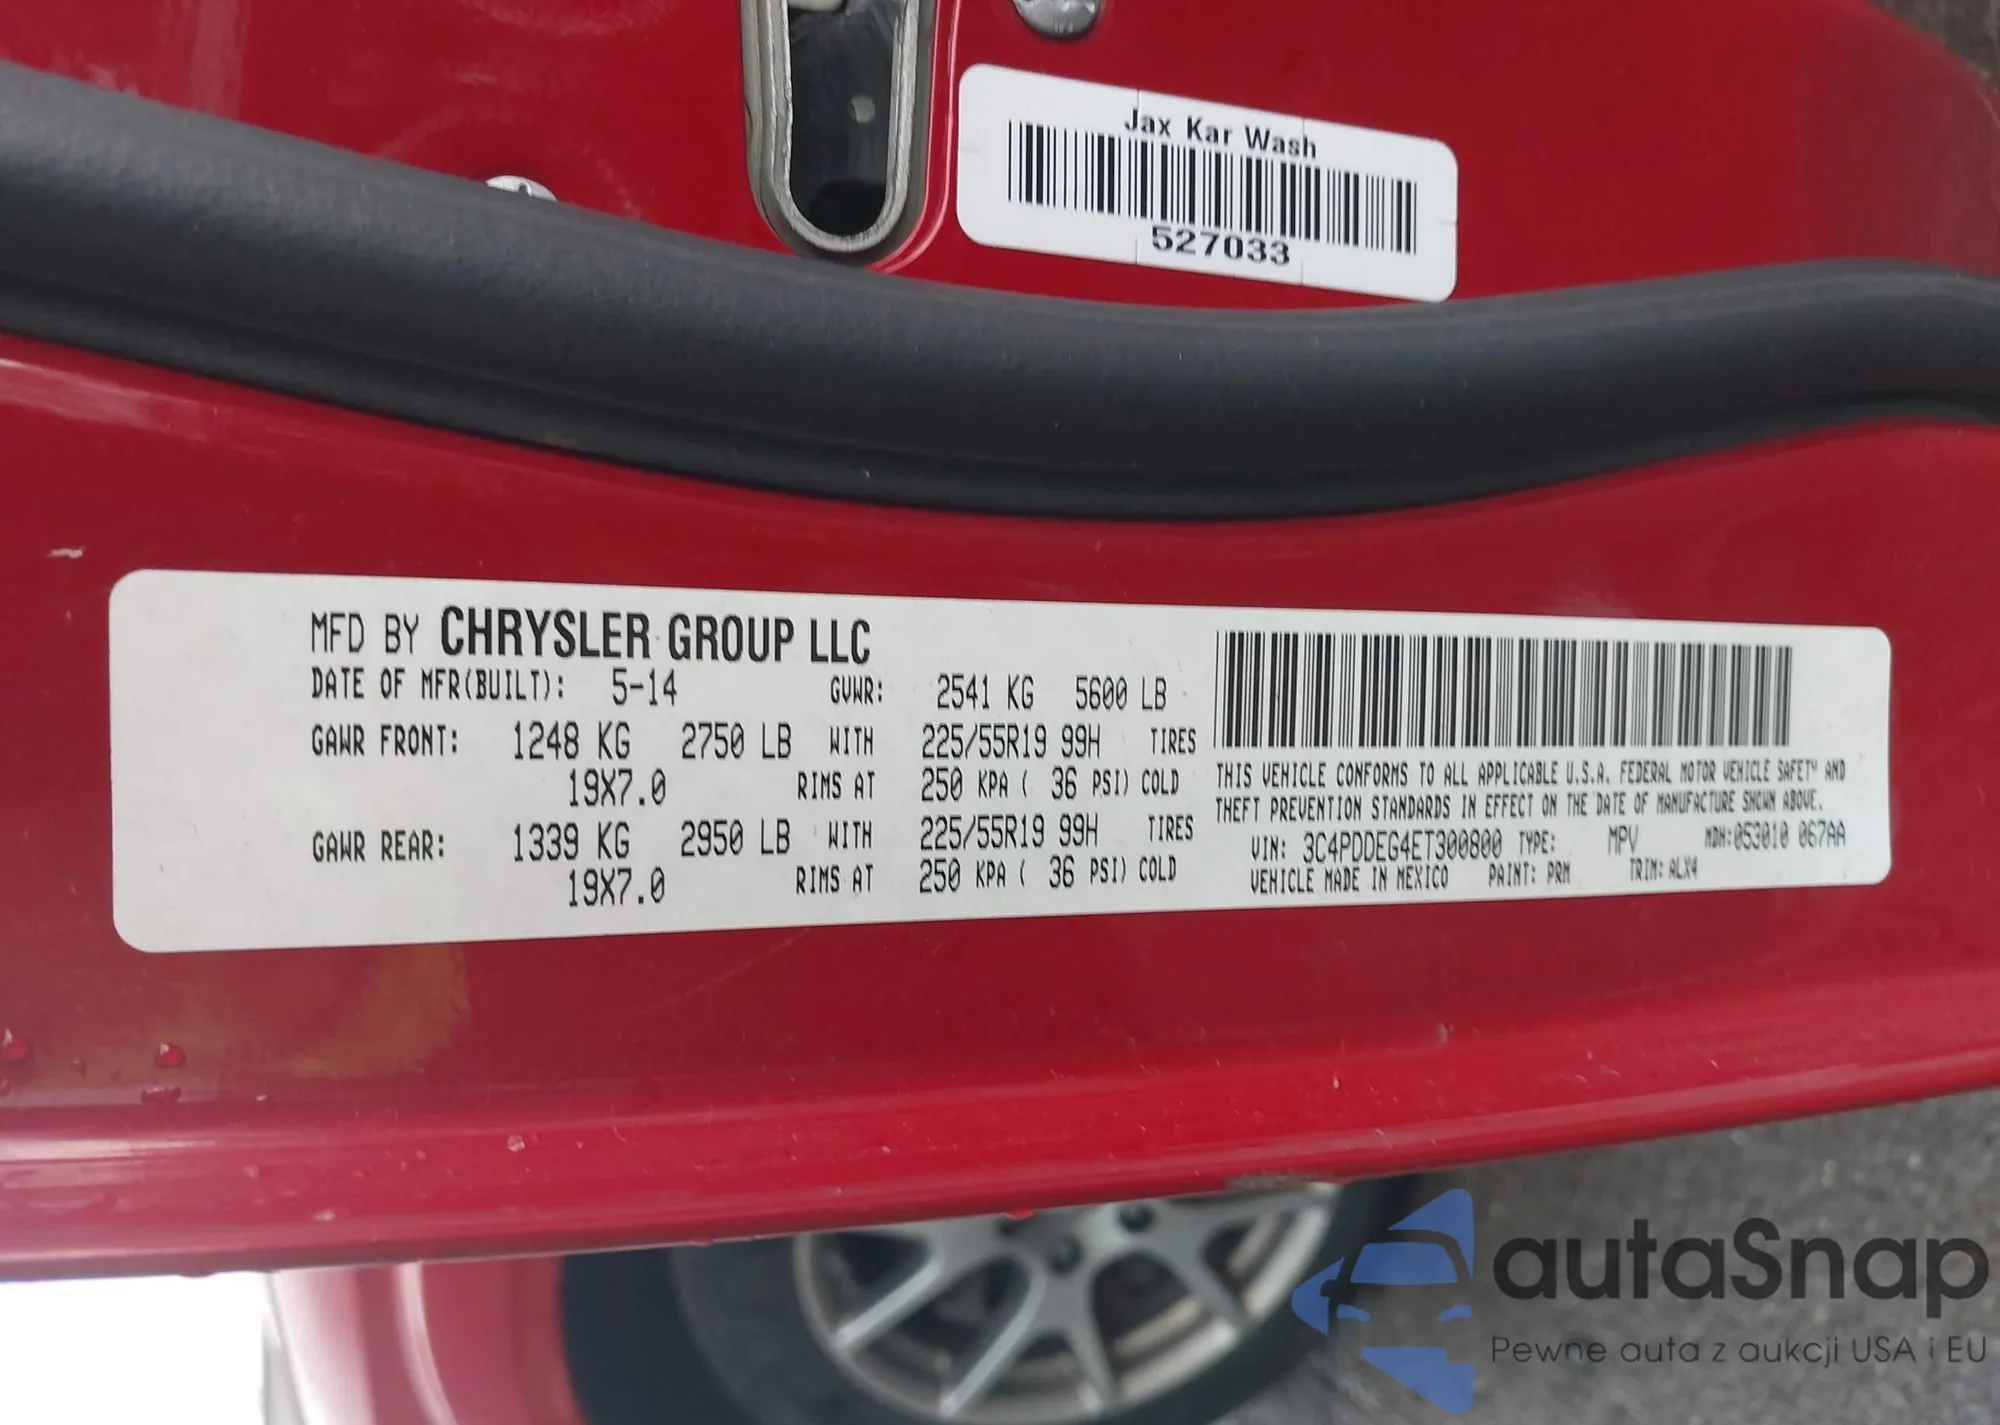 Jax Kar Wash
527033
MFD BY CHRYSLER GROUP LLC
DATE OF MFR(BUILT): 5-14 GVWR: 2541 KG 5600 LB
GAWR FRONT: 1248 KG 2750 LB WITH 225/55R19 99H TIRES
19X7.0 RIMS AT 250 KPA ( 36 PSI) COLD
GAWR REAR: 1339 KG 2950 LB WITH 225/55R19 99H TIRES
19X7.0 RIMS AT 250 KPA ( 36 PSI) COLD
THIS VEHICLE CONFORMS TO ALL APPLICABLE U.S.A. FEDERAL MOTOR VEHICLE SAFETY AND
THEFT PREVENTION STANDARDS IN EFFECT ON THE DATE OF MANUFACTURE SHOWN ABOVE.
VIN: 3C4PDDEG4ET300800 TYPE: MPV MDH:053010 067AA
VEHICLE MADE IN MEXICO PAINT: PRM TRIM: ALX4
autaSnap
Pewne auta z aukcji USA i EU